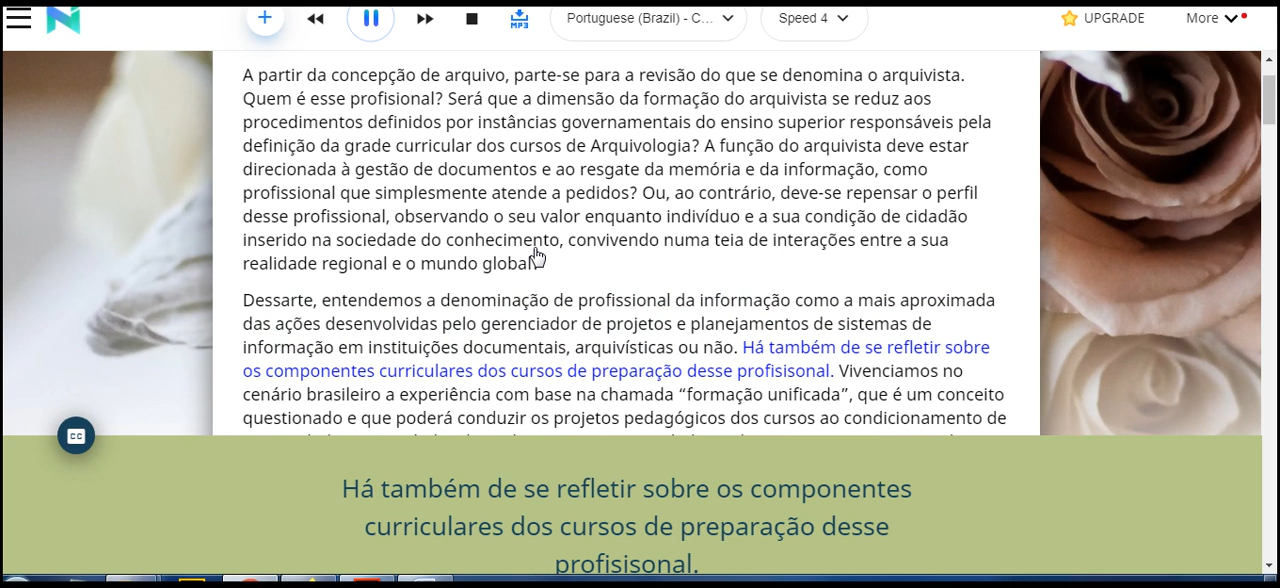 MP3
Portuguese (Brazil) - C...
Speed 4
UPGRADE
More
A partir da concepção de arquivo, parte-se para a revisão do que se denomina o arquivista.
Quem é esse profisional? Será que a dimensão da formação do arquivista se reduz aos
procedimentos definidos por instâncias governamentais do ensino superior responsáveis pela
definição da grade curricular dos cursos de Arquivologia? A função do arquivista deve estar
direcionada à gestão de documentos e ao resgate da memória e da informação, como
profissional que simplesmente atende a pedidos? Ou, ao contrário, deve-se repensar o perfil
desse profissional, observando o seu valor enquanto indivíduo e a sua condição de cidadão
inserido na sociedade do conhecimento, convivendo numa teia de interações entre a sua
realidade regional e o mundo global.
Dessarte, entendemos a denominação de profissional da informação como a mais aproximada
das ações desenvolvidas pelo gerenciador de projetos e planejamentos de sistemas de
informação em instituições documentais, arquivísticas ou não. Há também de se refletir sobre
os componentes curriculares dos cursos de preparação desse profisisonal. Vivenciamos no
cenário brasileiro a experiência com base na chamada “formação unificada”, que é um conceito
questionado e que poderá conduzir os projetos pedagógicos dos cursos ao condicionamento de
CC
Há também de se refletir sobre os componentes
curriculares dos cursos de preparação desse
profisisonal.